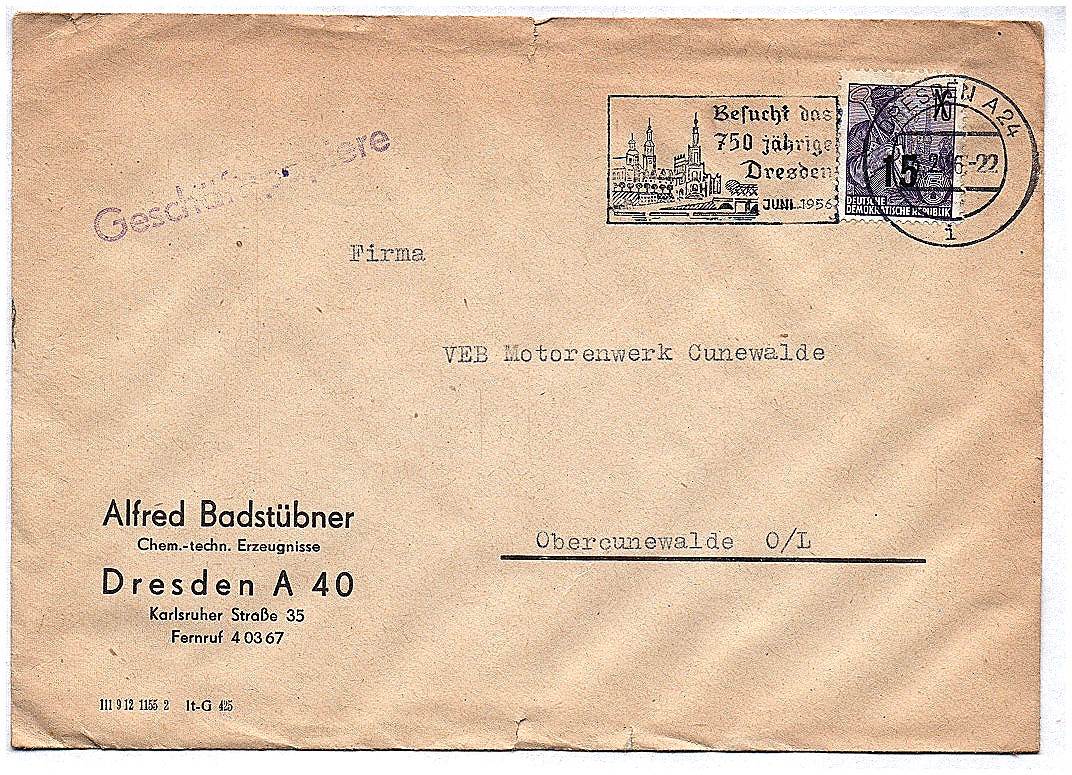 Besucht das
750 jährige
Dresden
JUNI 1956
DRESDEN A24
-22
i
15
DEUTSCHE
DEMOKRATISCHE REPUBLIK
Geschäftspapiere
Firma
VEB Motorenwerk Cunewalde
Obercunewalde O/L
Alfred Badstübner
Chem.-techn. Erzeugnisse
Dresden A 40
Karlsruher Straße 35
Fernruf 4 03 67
111 9 12 1155 2 It-G 425